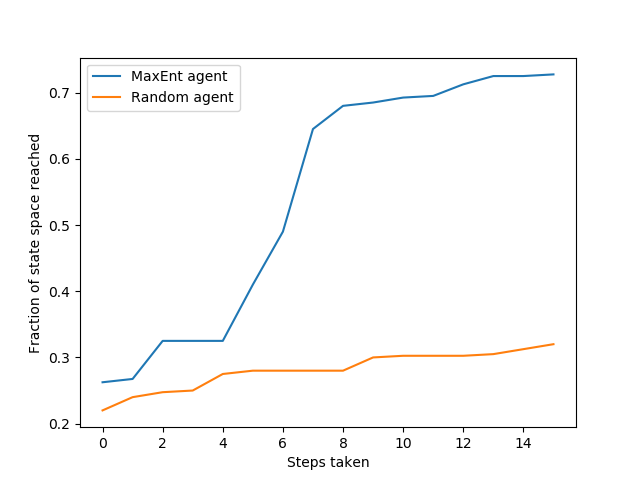 MaxEnt agent
Random agent
Fraction of state space reached
0.7
0.6
0.5
0.4
0.3
0.2
0 2 4 6 8 10 12 14
Steps taken